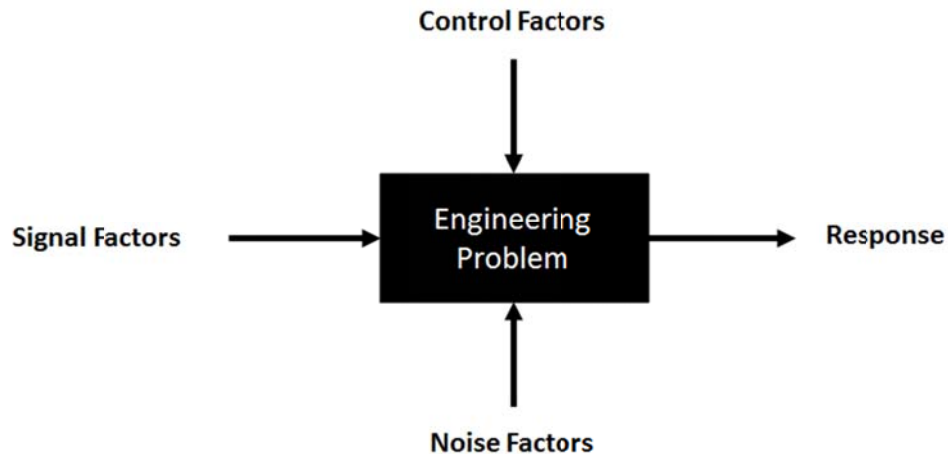 Control Factors
Signal Factors
Engineering
Problem
Response
Noise Factors